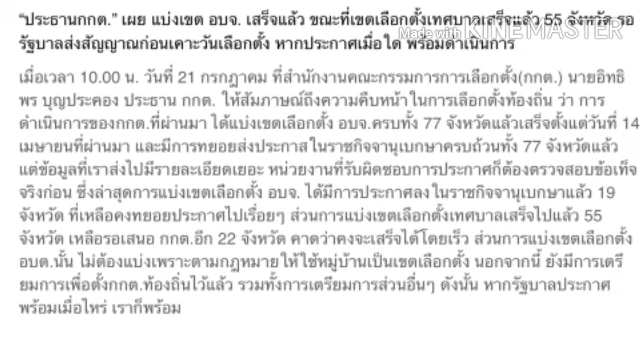 “ประธานกกต.” เผย แบ่งเขต อบจ. เสร็จแล้ว ขณะที่เขตเลือกตั้งเทศบาลเสร็จแล้ว 55 จังหวัด รอ
รัฐบาลส่งสัญญาณก่อนเคาะวันเลือกตั้ง หากประกาศเมื่อใด พร้อมดำเนินการ
Made with KINEMASTER
เมื่อเวลา 10.00 น. วันที่ 21 กรกฎาคม ที่สำนักงานคณะกรรมการการเลือกตั้ง(กกต.) นายอิทธิ
พร บุญประคอง ประธาน กกต. ให้สัมภาษณ์ถึงความคืบหน้าในการเลือกตั้งท้องถิ่น ว่า การ
ดำเนินการของกกต.ที่ผ่านมา ได้แบ่งเขตเลือกตั้ง อบจ.ครบทั้ง 77 จังหวัดแล้วเสร็จตั้งแต่วันที่ 14
เมษายนที่ผ่านมา และมีการทยอยส่งประกาสในราชกิจจานุเบกษาครบถ้วนทั้ง 77 จังหวัดแล้ว
แต่ข้อมูลที่เราส่งไปมีรายละเอียดเยอะ หน่วยงานที่รับผิดชอบการประกาศก็ต้องตรวจสอบข้อเท็จ
จริงก่อน ซึ่งล่าสุดการแบ่งเขตเลือกตั้ง อบจ. ได้มีการประกาศลงในราชกิจจานุเบกษาแล้ว 19
จังหวัด ที่เหลือคงทยอยประกาศไปเรื่อยๆ ส่วนการแบ่งเขตเลือกตั้งเทศบาลเสร็จไปแล้ว 55
จังหวัด เหลือรอเสนอ กกต.อีก 22 จังหวัด คาดว่าคงจะเสร็จได้โดยเร็ว ส่วนการแบ่งเขตเลือกตั้ง
อบต.นั้น ไม่ต้องแบ่งเพราะตามกฎหมายให้ใช้หมู่บ้านเป็นเขตเลือกตั้ง นอกจากนี้ ยังมีการเตรี
ยมการเพื่อตั้งกกต.ท้องถิ่นไว้แล้ว รวมทั้งการเตรียมการส่วนอื่นๆ ดังนั้น หากรัฐบาลประกาศ
พร้อมเมื่อไหร่ เราก็พร้อม